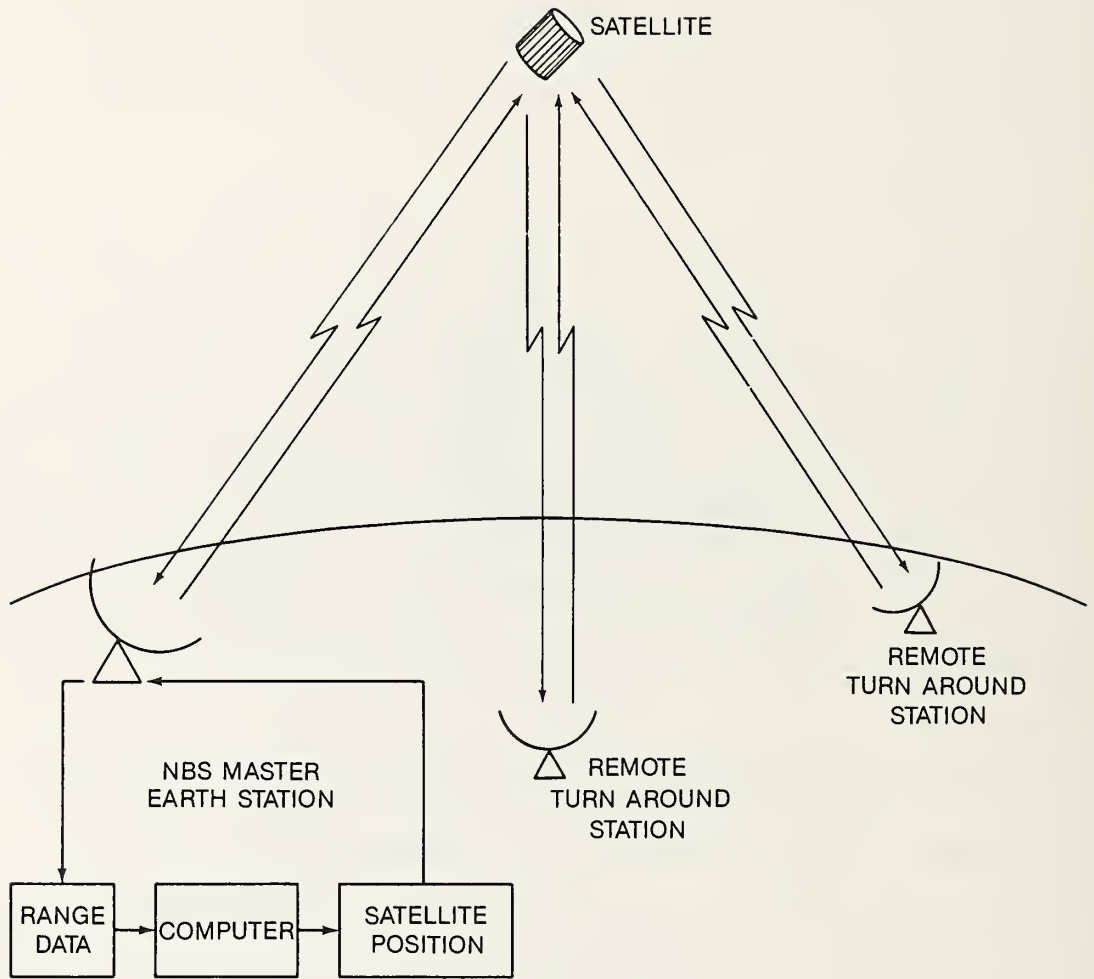 SATELLITE
REMOTE
TURN AROUND
STATION
NBS MASTER
EARTH STATION
REMOTE
TURN AROUND
STATION
RANGE
DATA
COMPUTER
SATELLITE
POSITION